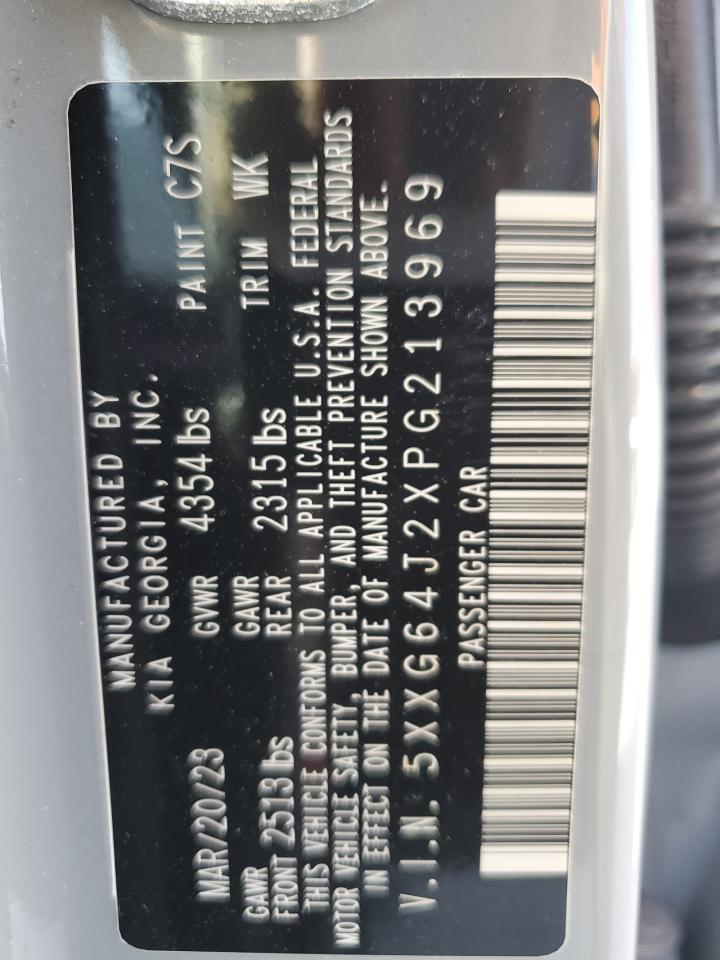 MANUFACTURED BY
KIA GEORGIA, INC.
MAR/20/23 GVWR 4354 lbs PAINT C7S
GAWR FRONT 2513 lbs GAWR REAR 2315 lbs TRIM WK
THIS VEHICLE CONFORMS TO ALL APPLICABLE U.S.A. FEDERAL
MOTOR VEHICLE SAFETY, BUMPER, AND THEFT PREVENTION STANDARDS
IN EFFECT ON THE DATE OF MANUFACTURE SHOWN ABOVE.
V.I.N. 5XXG64J2XPG213969
PASSENGER CAR